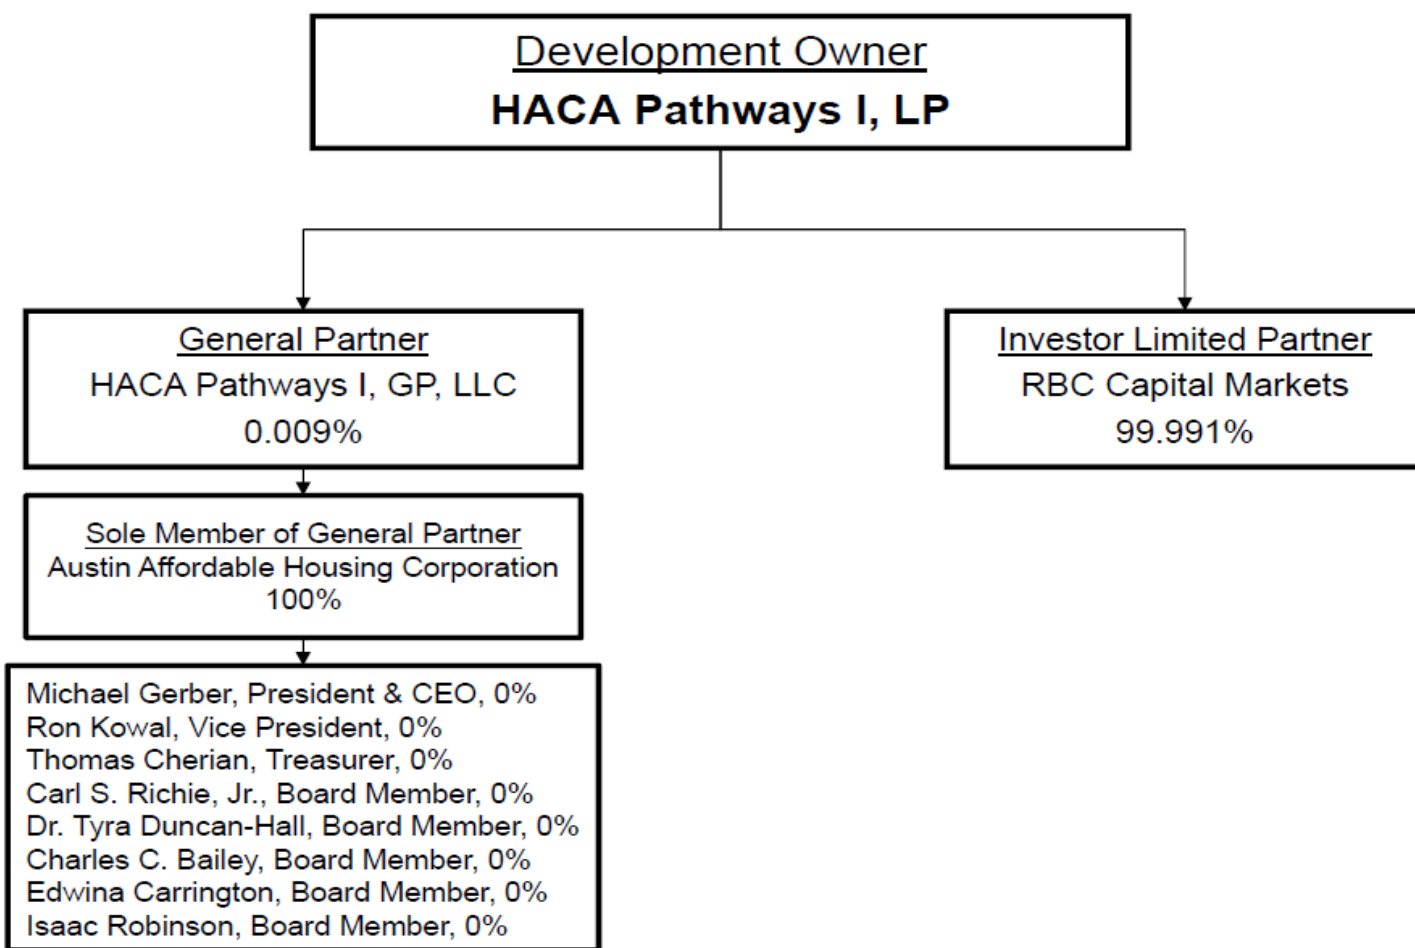 Development Owner
HACA Pathways I, LP
General Partner
HACA Pathways I, GP, LLC
0.009%
Investor Limited Partner
RBC Capital Markets
99.991%
Sole Member of General Partner
Austin Affordable Housing Corporation
100%
Michael Gerber, President & CEO, 0%
Ron Kowal, Vice President, 0%
Thomas Cherian, Treasurer, 0%
Carl S. Richie, Jr., Board Member, 0%
Dr. Tyra Duncan-Hall, Board Member, 0%
Charles C. Bailey, Board Member, 0%
Edwina Carrington, Board Member, 0%
Isaac Robinson, Board Member, 0%